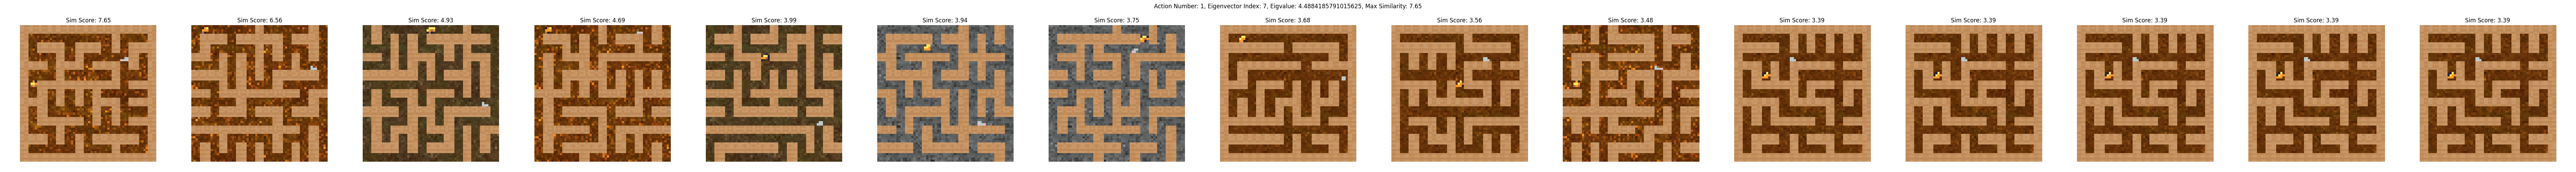 Action Number: 1, Eigenvector Index: 7, Eigvalue: 4.4884185791015625, Max Similarity: 7.65
Sim Score: 7.65
Sim Score: 6.56
Sim Score: 4.93
Sim Score: 4.69
Sim Score: 3.99
Sim Score: 3.94
Sim Score: 3.75
Sim Score: 3.68
Sim Score: 3.56
Sim Score: 3.48
Sim Score: 3.39
Sim Score: 3.39
Sim Score: 3.39
Sim Score: 3.39
Sim Score: 3.39